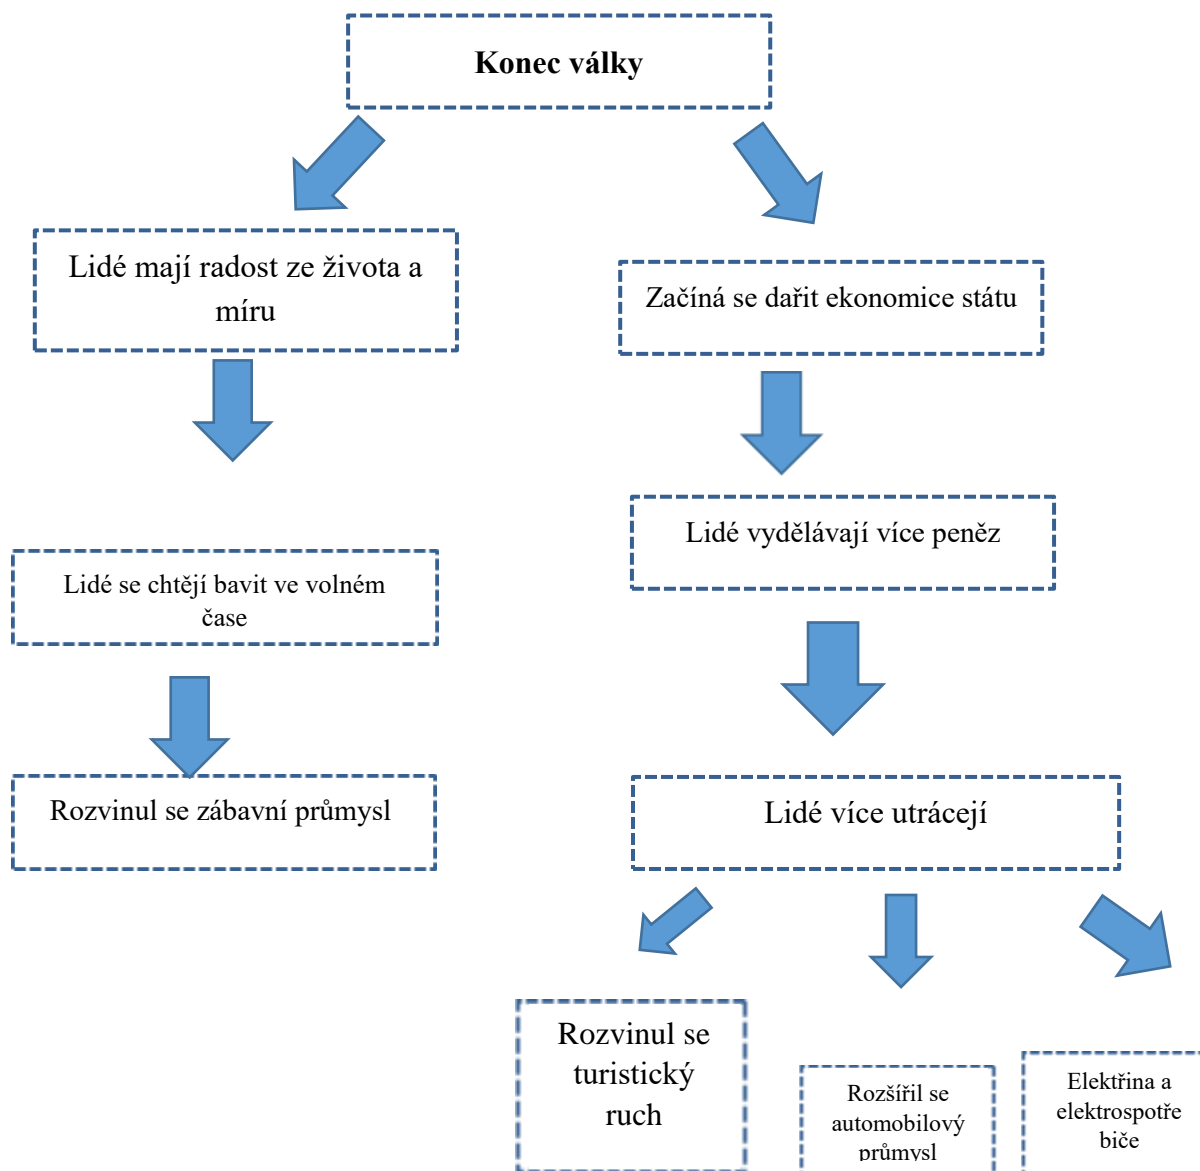 Konec války
Lidé mají radost ze života a
míru
Začíná se dařit ekonomice státu
Lidé vydělávají více peněz
Lidé se chtějí bavit ve volném
čase
Rozvinul se zábavní průmysl
Lidé více utrácejí
Rozvinul se
turistický
ruch
Rozšířil se
automobilový
průmysl
Elektřina a
elektrospotře
biče